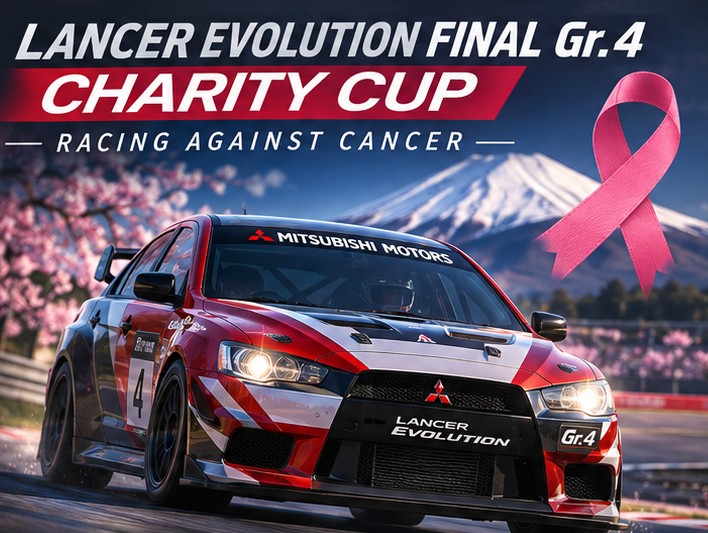 LANCER EVOLUTION FINAL Gr.4
CHARITY CUP
RACING AGAINST CANCER
MITSUBISHI MOTORS
4
LANCER
EVOLUTION
Gr.4